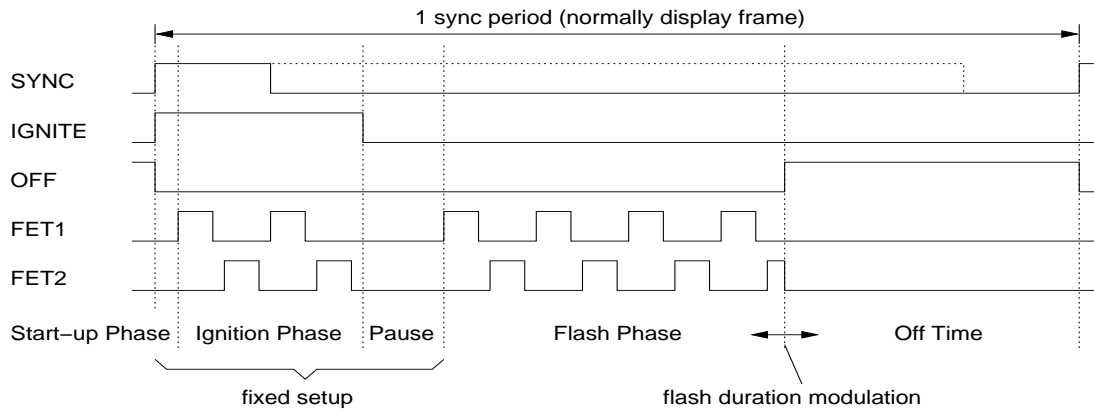 1 sync period (normally display frame)
SYNC
IGNITE
OFF
FET1
FET2
Start−up Phase Ignition Phase Pause Flash Phase Off Time
fixed setup flash duration modulation